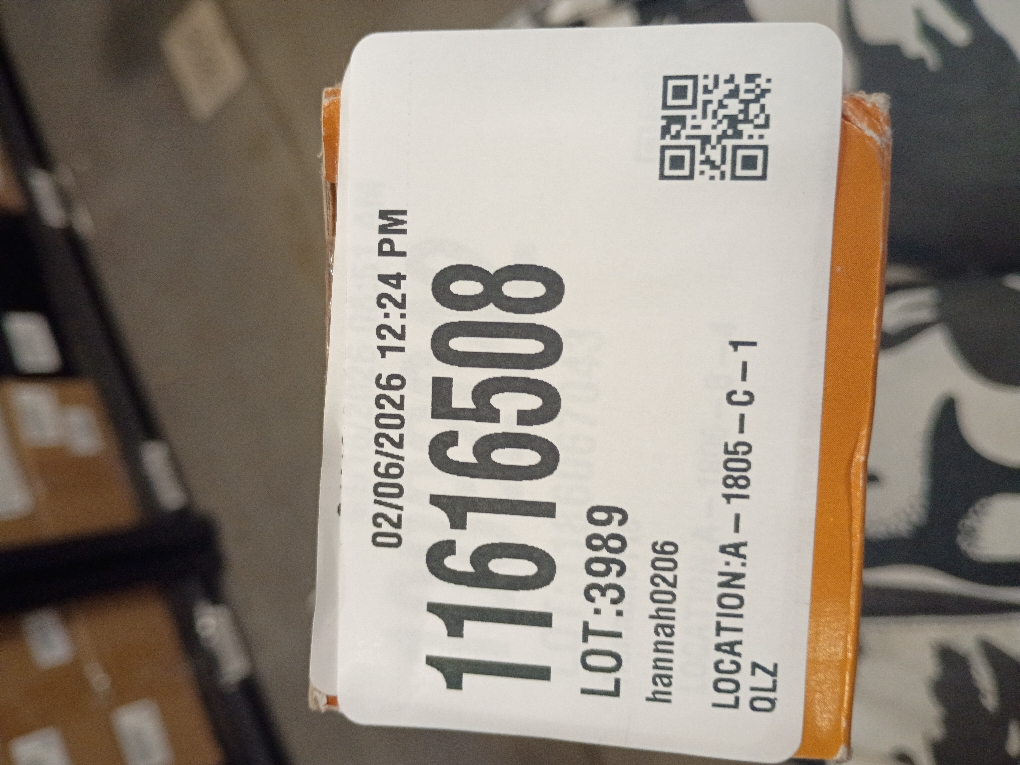 02/06/2026 12:24 PM
11616508
LOT:3989
hannah0206
LOCATION:A-1805-C-1
QLZ